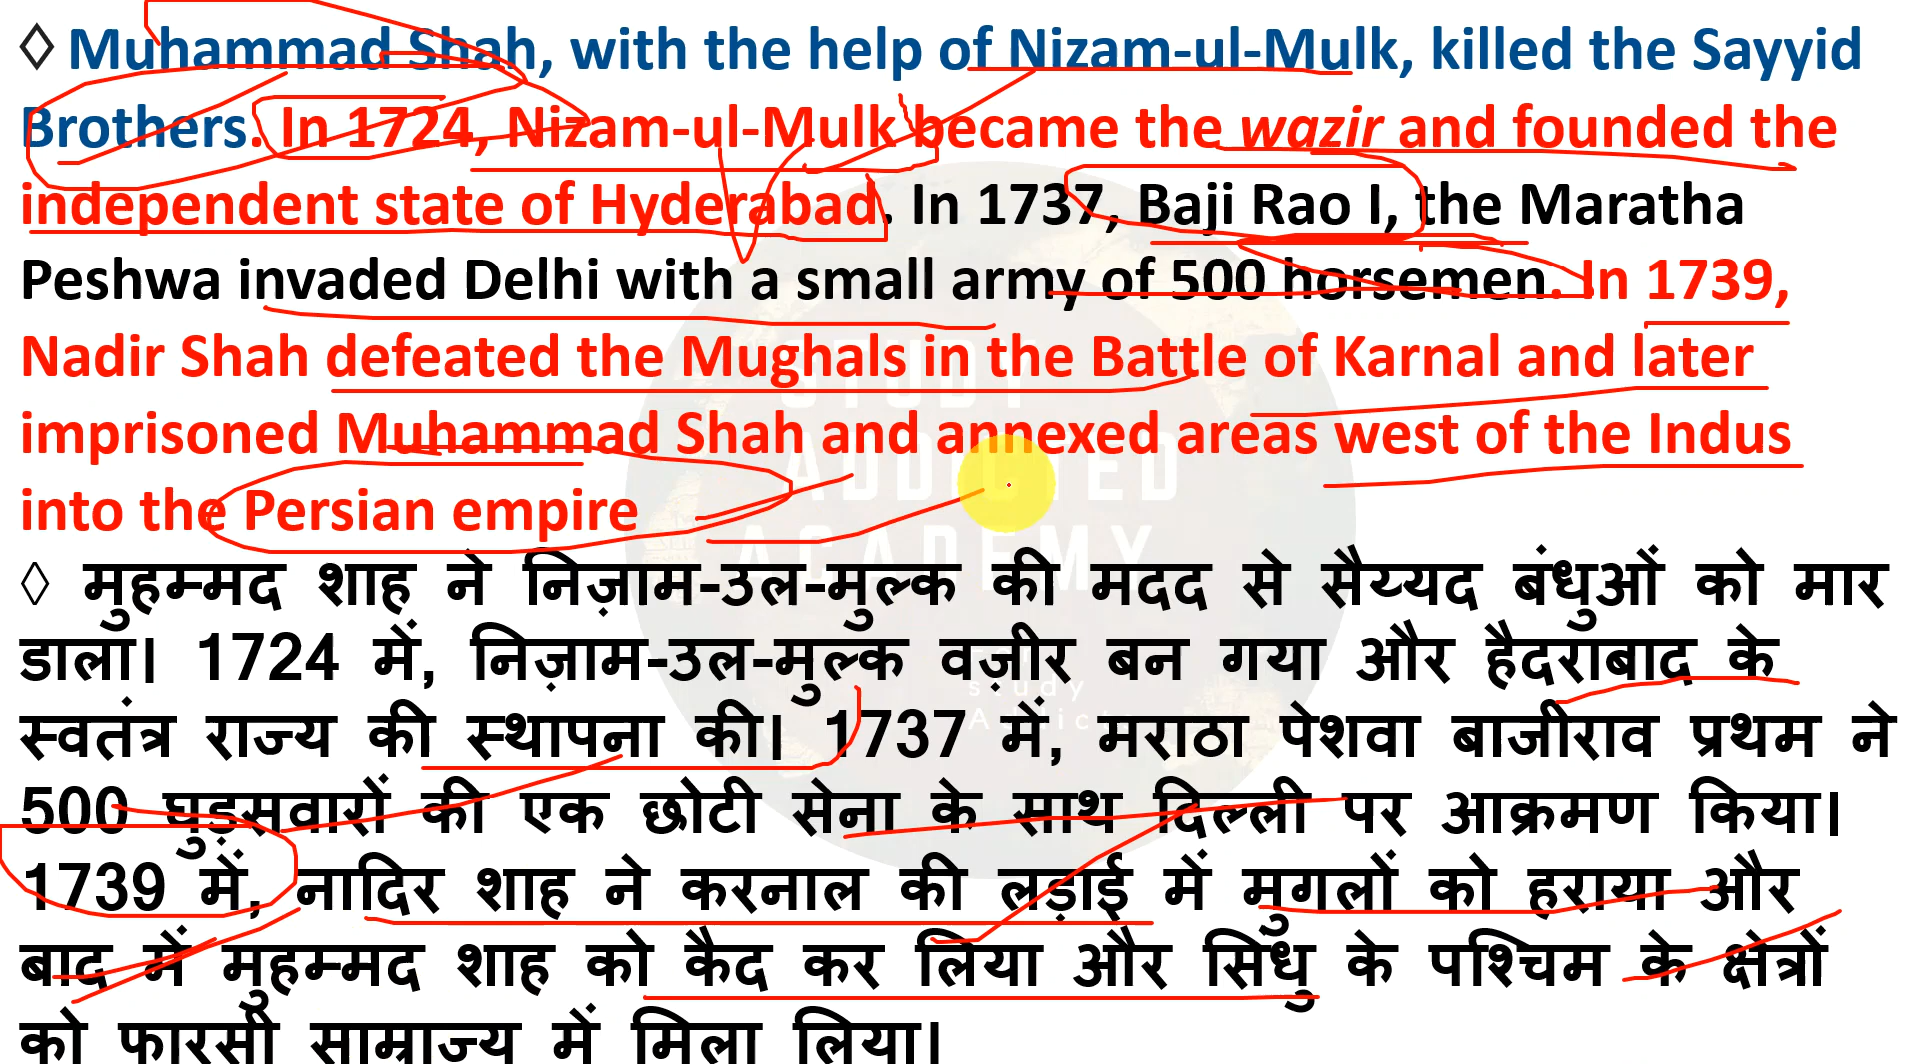 ◊ Muhammad Shah, with the help of Nizam-ul-Mulk, killed the Sayyid
Brothers. In 1724, Nizam-ul-Mulk became the wazir and founded the
independent state of Hyderabad. In 1737, Baji Rao I, the Maratha
Peshwa invaded Delhi with a small army of 500 horsemen. In 1739,
Nadir Shah defeated the Mughals in the Battle of Karnal and later
imprisoned Muhammad Shah and annexed areas west of the Indus
into the Persian empire
STUDY
ADDICTED
ACADEMY
◊ मुहम्मद शाह ने निज़ाम-उल-मुल्क की मदद से सैय्यद बंधुओं को मार
डाला। 1724 में, निज़ाम-उल-मुल्क वज़ीर बन गया और हैदराबाद के
study
Addict
स्वतंत्र राज्य की स्थापना की। 1737 में, मराठा पेशवा बाजीराव प्रथम ने
500 घुड़सवारों की एक छोटी सेना के साथ दिल्ली पर आक्रमण किया।
1739 में, नादिर शाह ने करनाल की लड़ाई में मुगलों को हराया और
बाद में मुहम्मद शाह को कैद कर लिया और सिंधु के पश्चिम के क्षेत्रों
को फारसी साम्राज्य में मिला लिया।